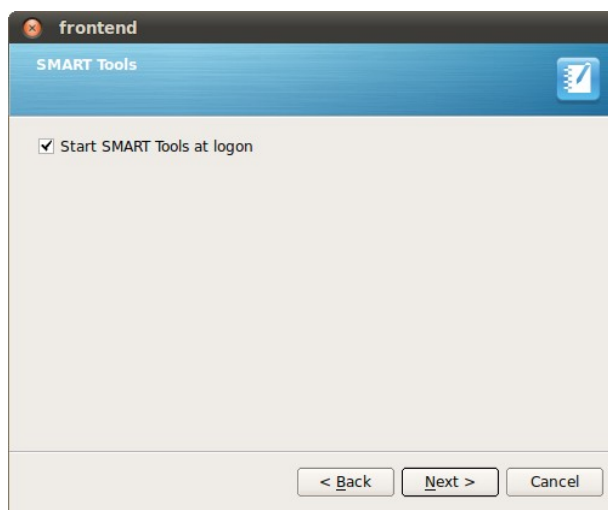 frontend
SMART Tools
Start SMART Tools at logon
< Back
Next >
Cancel